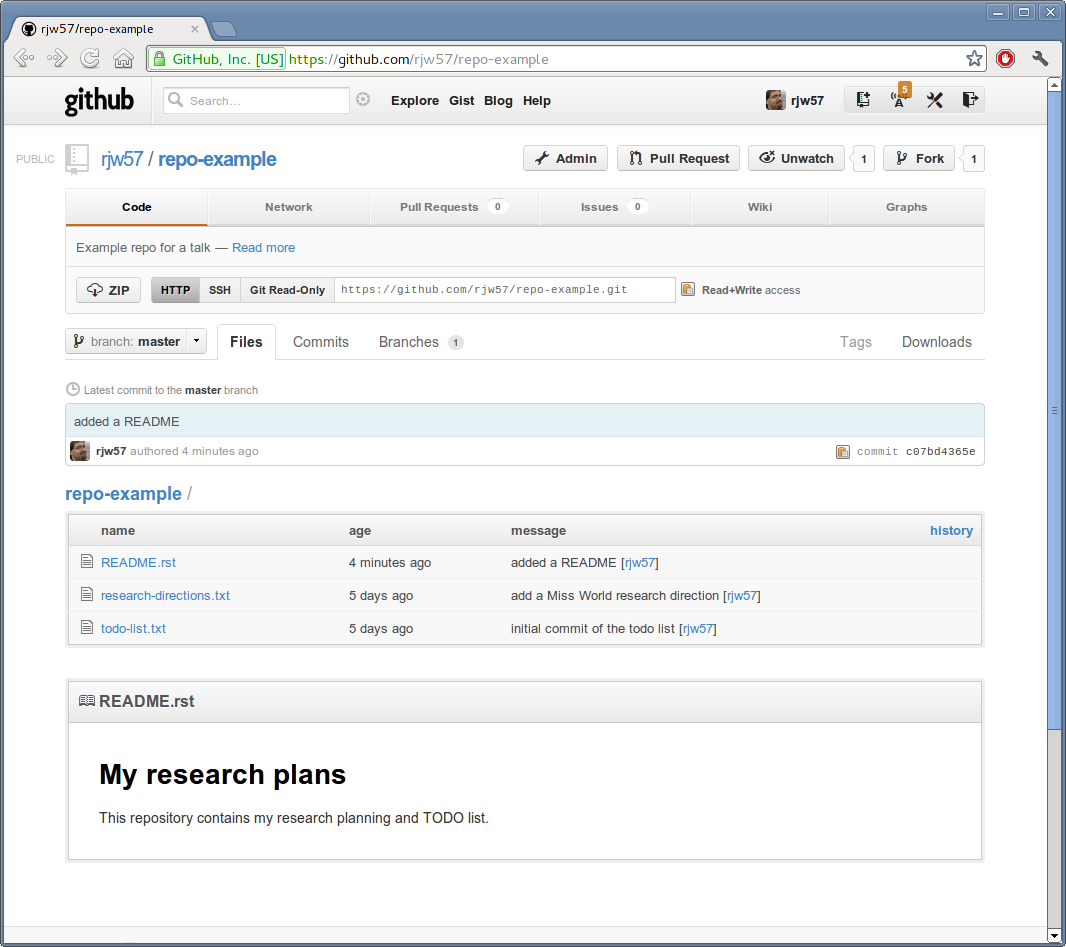 rjw57/repo-example
GitHub, Inc. [US] https://github.com/rjw57/repo-example
github Search... Explore Gist Blog Help rjw57 5
PUBLIC rjw57 / repo-example Admin Pull Request Unwatch 1 Fork 1
Code Network Pull Requests 0 Issues 0 Wiki Graphs
Example repo for a talk — Read more
ZIP HTTP SSH Git Read-Only https://github.com/rjw57/repo-example.git Read+Write access
branch: master Files Commits Branches 1 Tags Downloads
Latest commit to the master branch
added a README
rjw57 authored 4 minutes ago commit c07bd4365e
repo-example /
name age message history
README.rst 4 minutes ago added a README [rjw57]
research-directions.txt 5 days ago add a Miss World research direction [rjw57]
todo-list.txt 5 days ago initial commit of the todo list [rjw57]
README.rst
My research plans
This repository contains my research planning and TODO list.